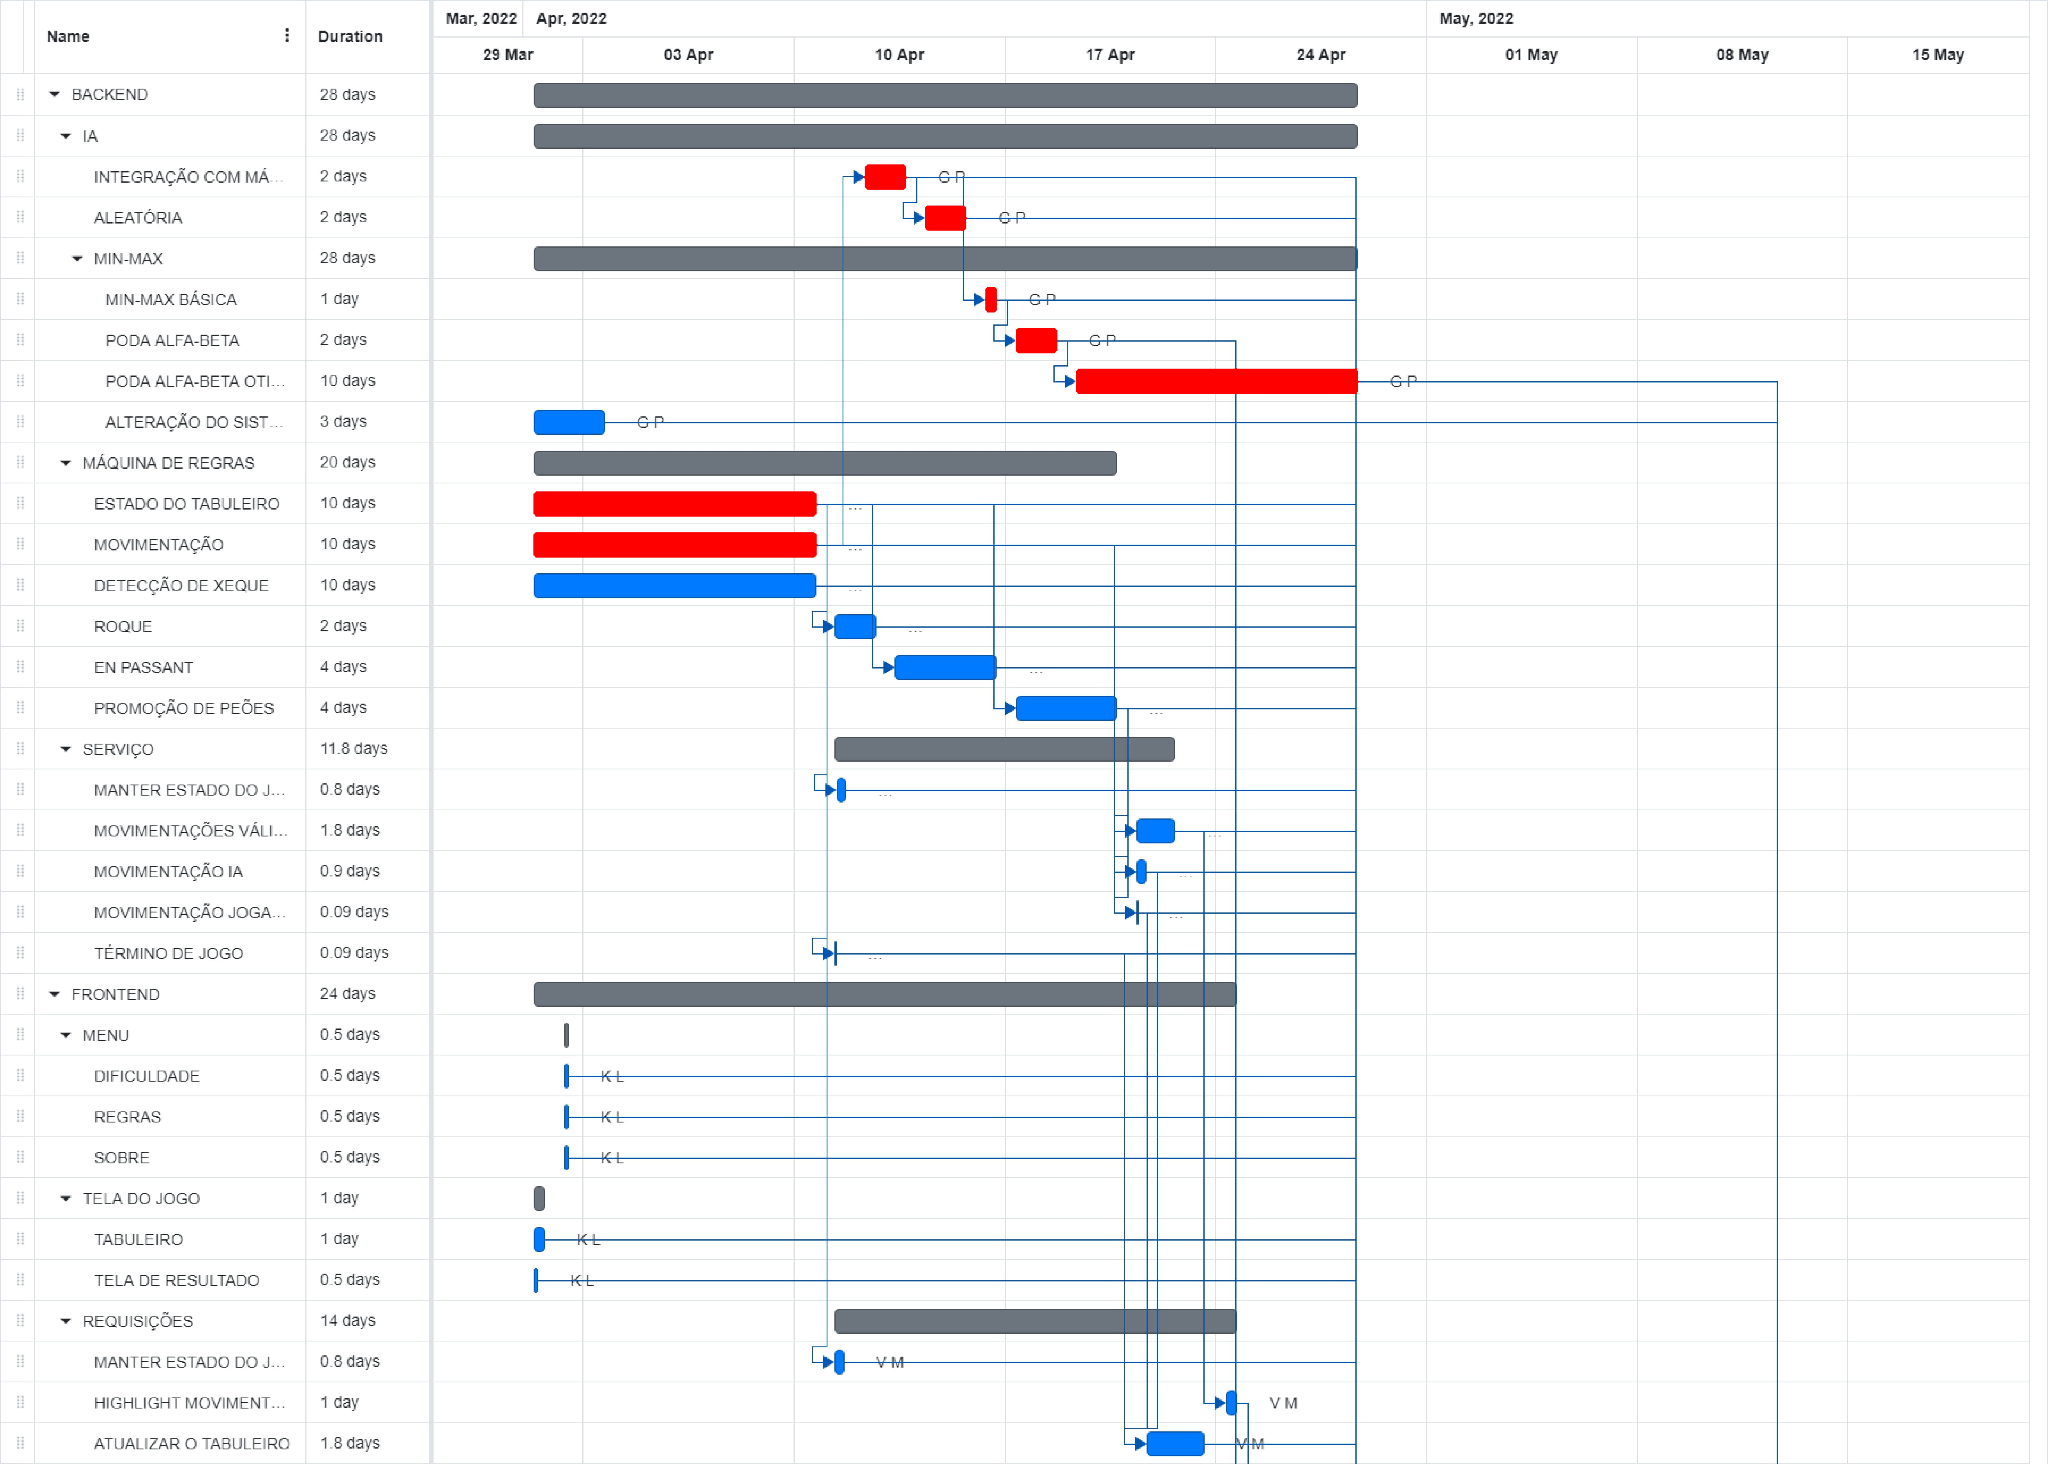 Name Duration Mar, 2022 Apr, 2022 May, 2022
29 Mar 03 Apr 10 Apr 17 Apr 24 Apr 01 May 08 May 15 May
BACKEND 28 days
IA 28 days
INTEGRAÇÃO COM MÁ... 2 days G P
ALEATÓRIA 2 days G P
MIN-MAX 28 days
MIN-MAX BÁSICA 1 day G P
PODA ALFA-BETA 2 days G P
PODA ALFA-BETA OTI... 10 days G P
ALTERAÇÃO DO SIST... 3 days G P
MÁQUINA DE REGRAS 20 days
ESTADO DO TABULEIRO 10 days ...
MOVIMENTAÇÃO 10 days ...
DETECÇÃO DE XEQUE 10 days ...
ROQUE 2 days ...
EN PASSANT 4 days ...
PROMOÇÃO DE PEÕES 4 days ...
SERVIÇO 11.8 days
MANTER ESTADO DO J... 0.8 days ...
MOVIMENTAÇÕES VÁLI... 1.8 days ...
MOVIMENTAÇÃO IA 0.9 days ...
MOVIMENTAÇÃO JOGA... 0.09 days ...
TÉRMINO DE JOGO 0.09 days ...
FRONTEND 24 days
MENU 0.5 days
DIFICULDADE 0.5 days K L
REGRAS 0.5 days K L
SOBRE 0.5 days K L
TELA DO JOGO 1 day
TABULEIRO 1 day K L
TELA DE RESULTADO 0.5 days K L
REQUISIÇÕES 14 days
MANTER ESTADO DO J... 0.8 days V M
HIGHLIGHT MOVIMENT... 1 day V M
ATUALIZAR O TABULEIRO 1.8 days V M